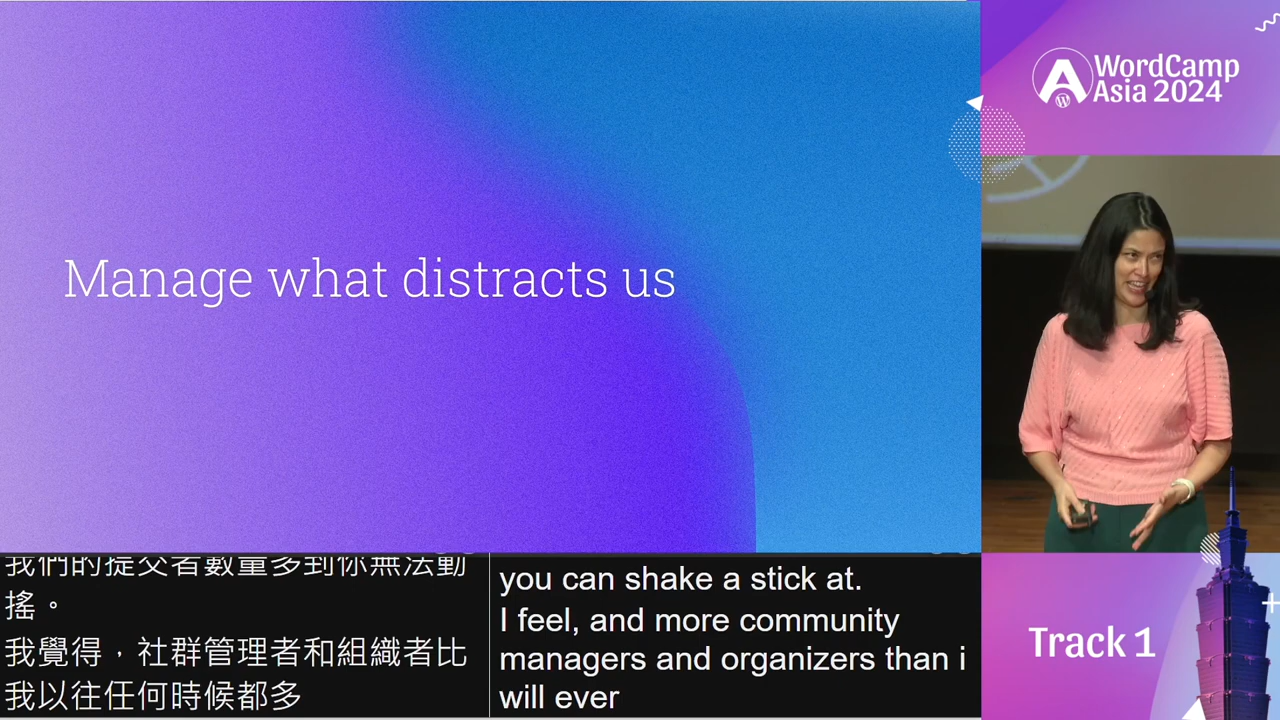 Manage what distracts us
WordCamp
Asia 2024
我們的提交者數量多到你無法動
搖。
我覺得，社群管理者和組織者比
我以往任何時候都多
you can shake a stick at.
I feel, and more community
managers and organizers than i
will ever
Track 1